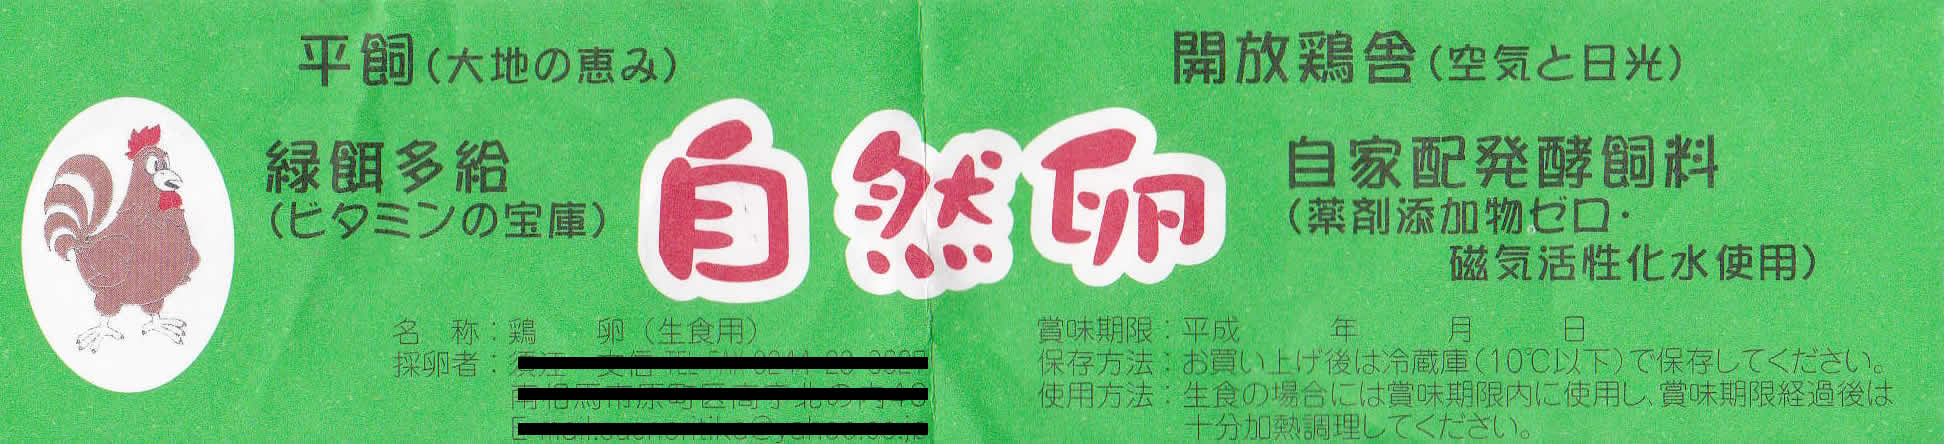 平飼(大地の恵み)
開放鶏舎(空気と日光)
緑餌多給
(ビタミンの宝庫)
自然卵
自家配発酵飼料
(薬剤添加物ゼロ・
磁気活性化水使用)
名 称：鶏 卵(生食用)
採卵者：
賞味期限：平成 年 月 日
保存方法：お買い上げ後は冷蔵庫(10℃以下)で保存してください。
使用方法：生食の場合には賞味期限内に使用し、賞味期限経過後は
十分加熱調理してください。